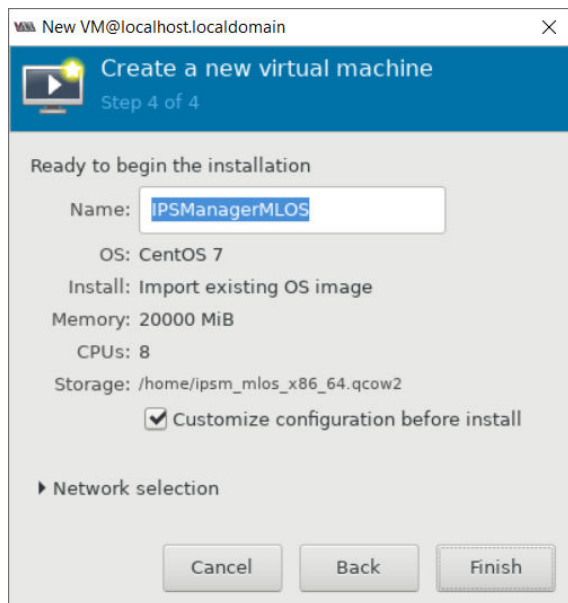 New VM@localhost.localdomain
Create a new virtual machine
Step 4 of 4
Ready to begin the installation
Name: IPSManagerMLOS
OS: CentOS 7
Install: Import existing OS image
Memory: 20000 MiB
CPUs: 8
Storage: /home/ipsm_mlos_x86_64.qcow2
Customize configuration before install
Network selection
Cancel Back Finish